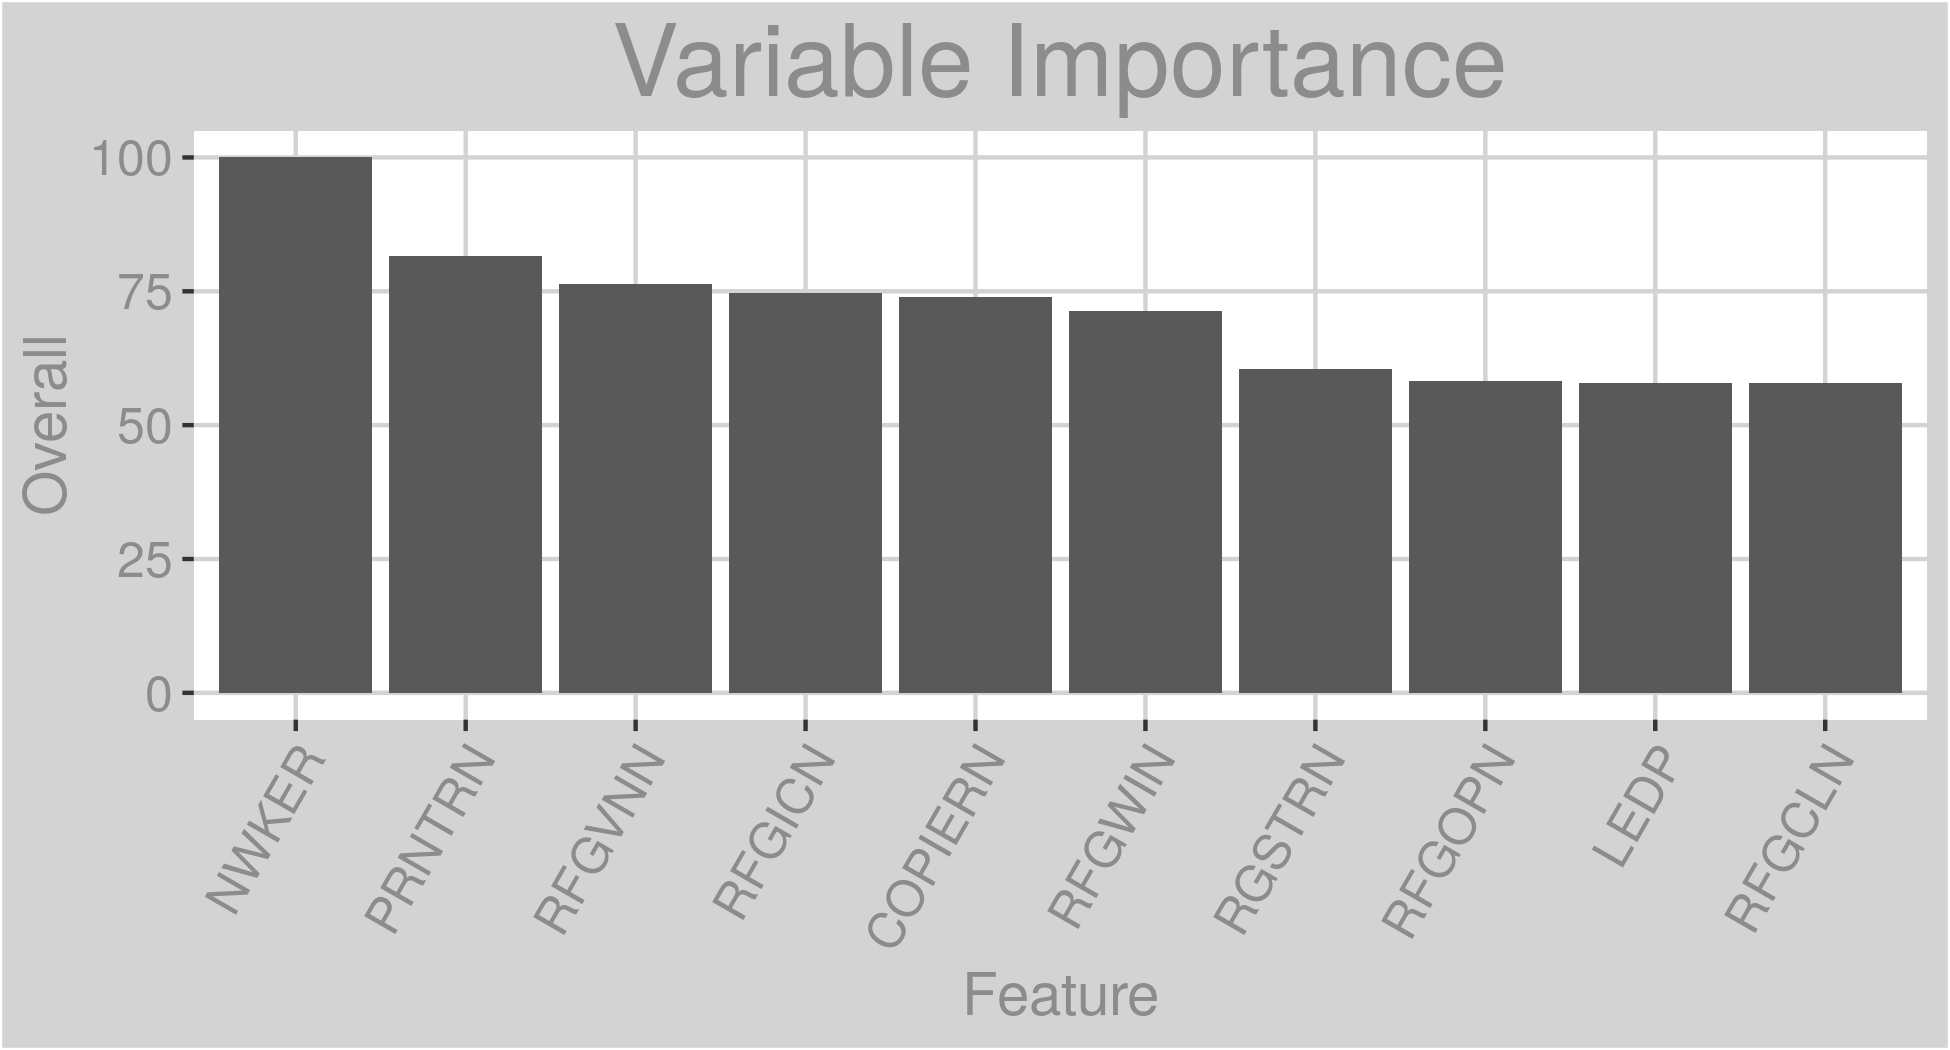 Variable Importance
100
75
50
25
0
Overall
NWKER
PRNTRN
RFGVNN
RFGICN
COPIERN
RFGWIN
RGSTRN
RFGOPN
LEDP
RFGCLN
Feature